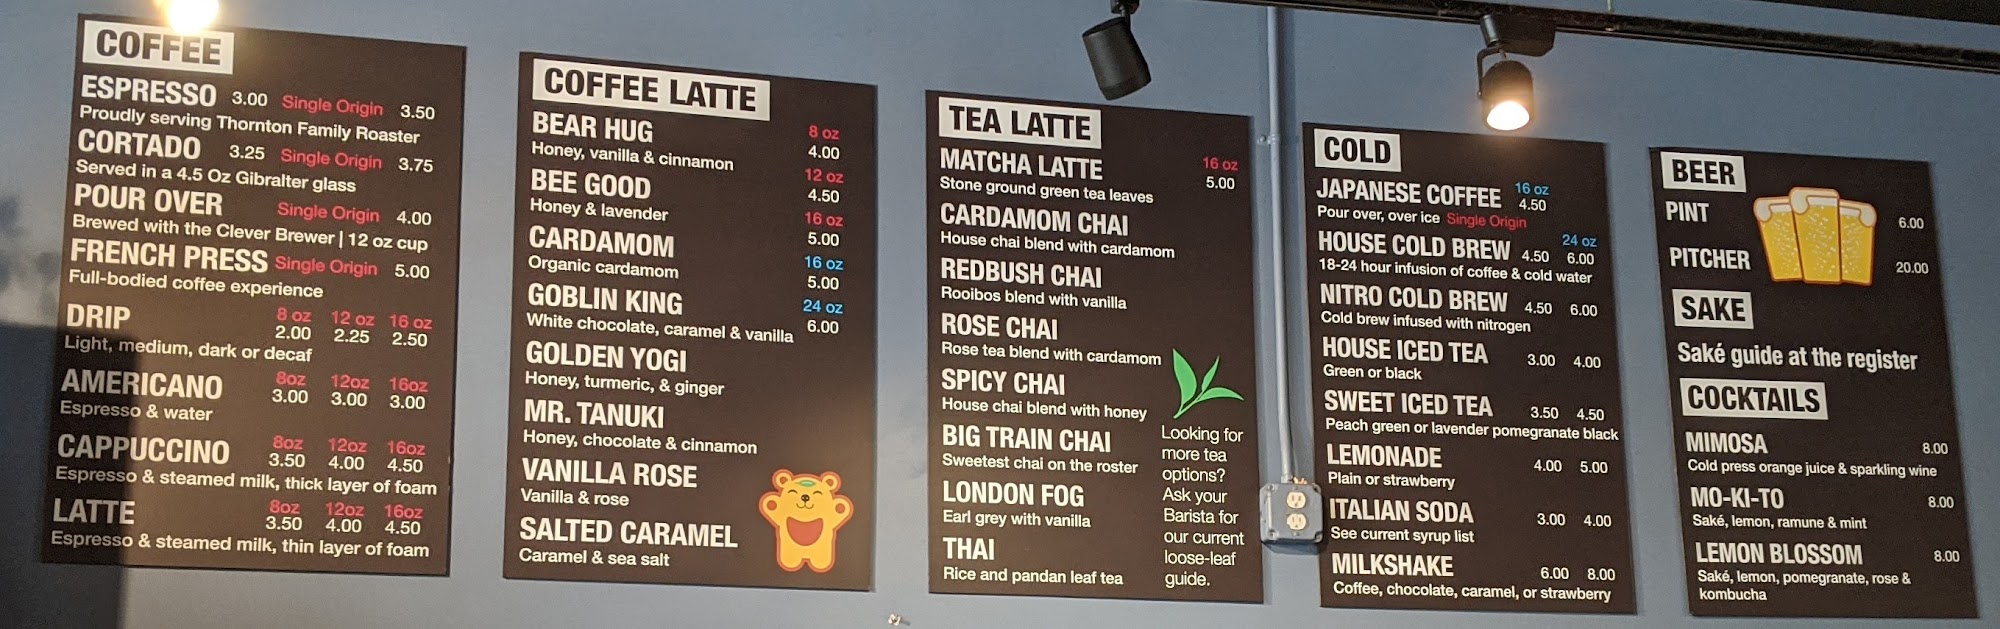 COFFEE
ESPRESSO 3.00 Single Origin 3.50
Proudly serving Thornton Family Roaster
CORTADO 3.25 Single Origin 3.75
Served in a 4.5 Oz Gibralter glass
POUR OVER Single Origin 4.00
Brewed with the Clever Brewer | 12 oz cup
FRENCH PRESS Single Origin 5.00
Full-bodied coffee experience
DRIP 8 oz 12 oz 16 oz
2.00 2.25 2.50
Light, medium, dark or decaf
AMERICANO 8oz 12oz 16oz
3.00 3.00 3.00
Espresso & water
CAPPUCCINO 8oz 12oz 16oz
3.50 4.00 4.50
Espresso & steamed milk, thick layer of foam
LATTE 8oz 12oz 16oz
3.50 4.00 4.50
Espresso & steamed milk, thin layer of foam
COFFEE LATTE
BEAR HUG 8 oz
Honey, vanilla & cinnamon 4.00
BEE GOOD 12 oz
Honey & lavender 4.50
CARDAMOM 16 oz
5.00
Organic cardamom 16 oz
GOBLIN KING 5.00
24 oz
White chocolate, caramel & vanilla 6.00
GOLDEN YOGI
Honey, turmeric, & ginger
MR. TANUKI
Honey, chocolate & cinnamon
VANILLA ROSE
Vanilla & rose
SALTED CARAMEL
Caramel & sea salt
TEA LATTE
MATCHA LATTE 16 oz
Stone ground green tea leaves 5.00
CARDAMOM CHAI
House chai blend with cardamom
REDBUSH CHAI
Rooibos blend with vanilla
ROSE CHAI
Rose tea blend with cardamom
SPICY CHAI
House chai blend with honey
BIG TRAIN CHAI
Sweetest chai on the roster
LONDON FOG
Earl grey with vanilla
THAI
Rice and pandan leaf tea
Looking for
more tea
options?
Ask your
Barista for
our current
loose-leaf
guide.
COLD
JAPANESE COFFEE 16 oz
4.50
Pour over, over ice Single Origin
24 oz
HOUSE COLD BREW 4.50 6.00
18-24 hour infusion of coffee & cold water
NITRO COLD BREW 4.50 6.00
Cold brew infused with nitrogen
HOUSE ICED TEA 3.00 4.00
Green or black
SWEET ICED TEA 3.50 4.50
Peach green or lavender pomegranate black
LEMONADE 4.00 5.00
Plain or strawberry
ITALIAN SODA 3.00 4.00
See current syrup list
MILKSHAKE 6.00 8.00
Coffee, chocolate, caramel, or strawberry
BEER
PINT 6.00
PITCHER 20.00
SAKE
Saké guide at the register
COCKTAILS
MIMOSA 8.00
Cold press orange juice & sparkling wine
MO-KI-TO 8.00
Saké, lemon, ramune & mint
LEMON BLOSSOM 8.00
Saké, lemon, pomegranate, rose &
kombucha